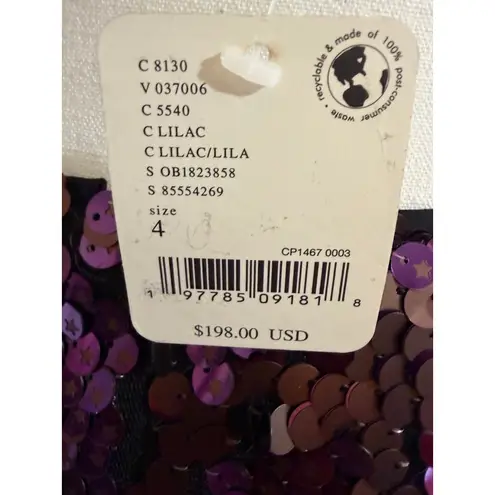 C 8130
V 037006
C 5540
C LILAC
C LILAC/LILA
S OB1823858
S 85554269
size
4
recyclable & made of 100% post-consumer waste •
CP1467 0003
1 97785 09181 8
$198.00 USD